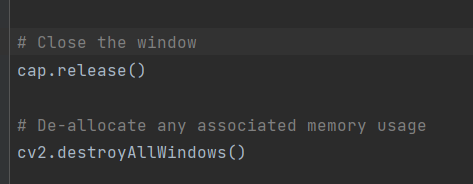 # Close the window
cap.release()
# De-allocate any associated memory usage
cv2.destroyAllWindows()